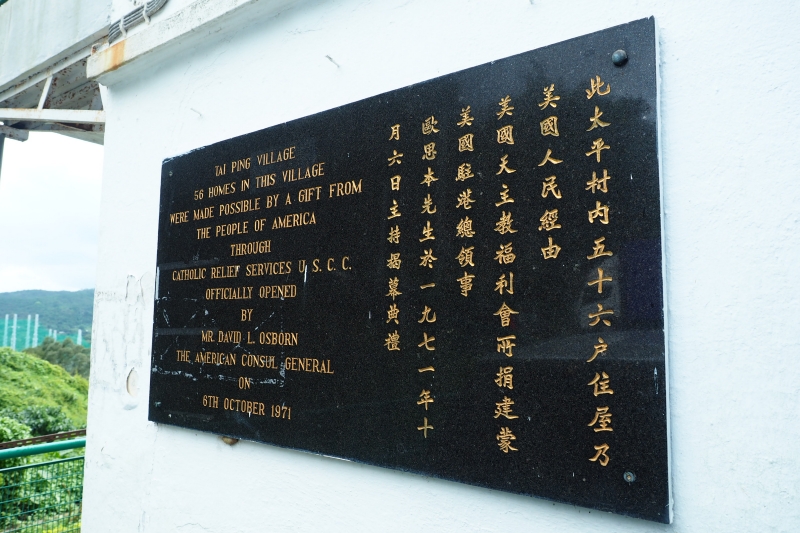 TAI PING VILLAGE
56 HOMES IN THIS VILLAGE
WERE MADE POSSIBLE BY A GIFT FROM
THE PEOPLE OF AMERICA
THROUGH
CATHOLIC RELIEF SERVICES U. S. C. C.
OFFICIALLY OPENED
BY
MR. DAVID L. OSBORN
THE AMERICAN CONSUL GENERAL
ON
6TH OCTOBER 1971
此太平村內五十六户住屋乃
美國人民經由
美國天主教福利會所捐建蒙
美國駐港總領事
歐思本先生於一九七一年十
月六日主持揭幕典禮